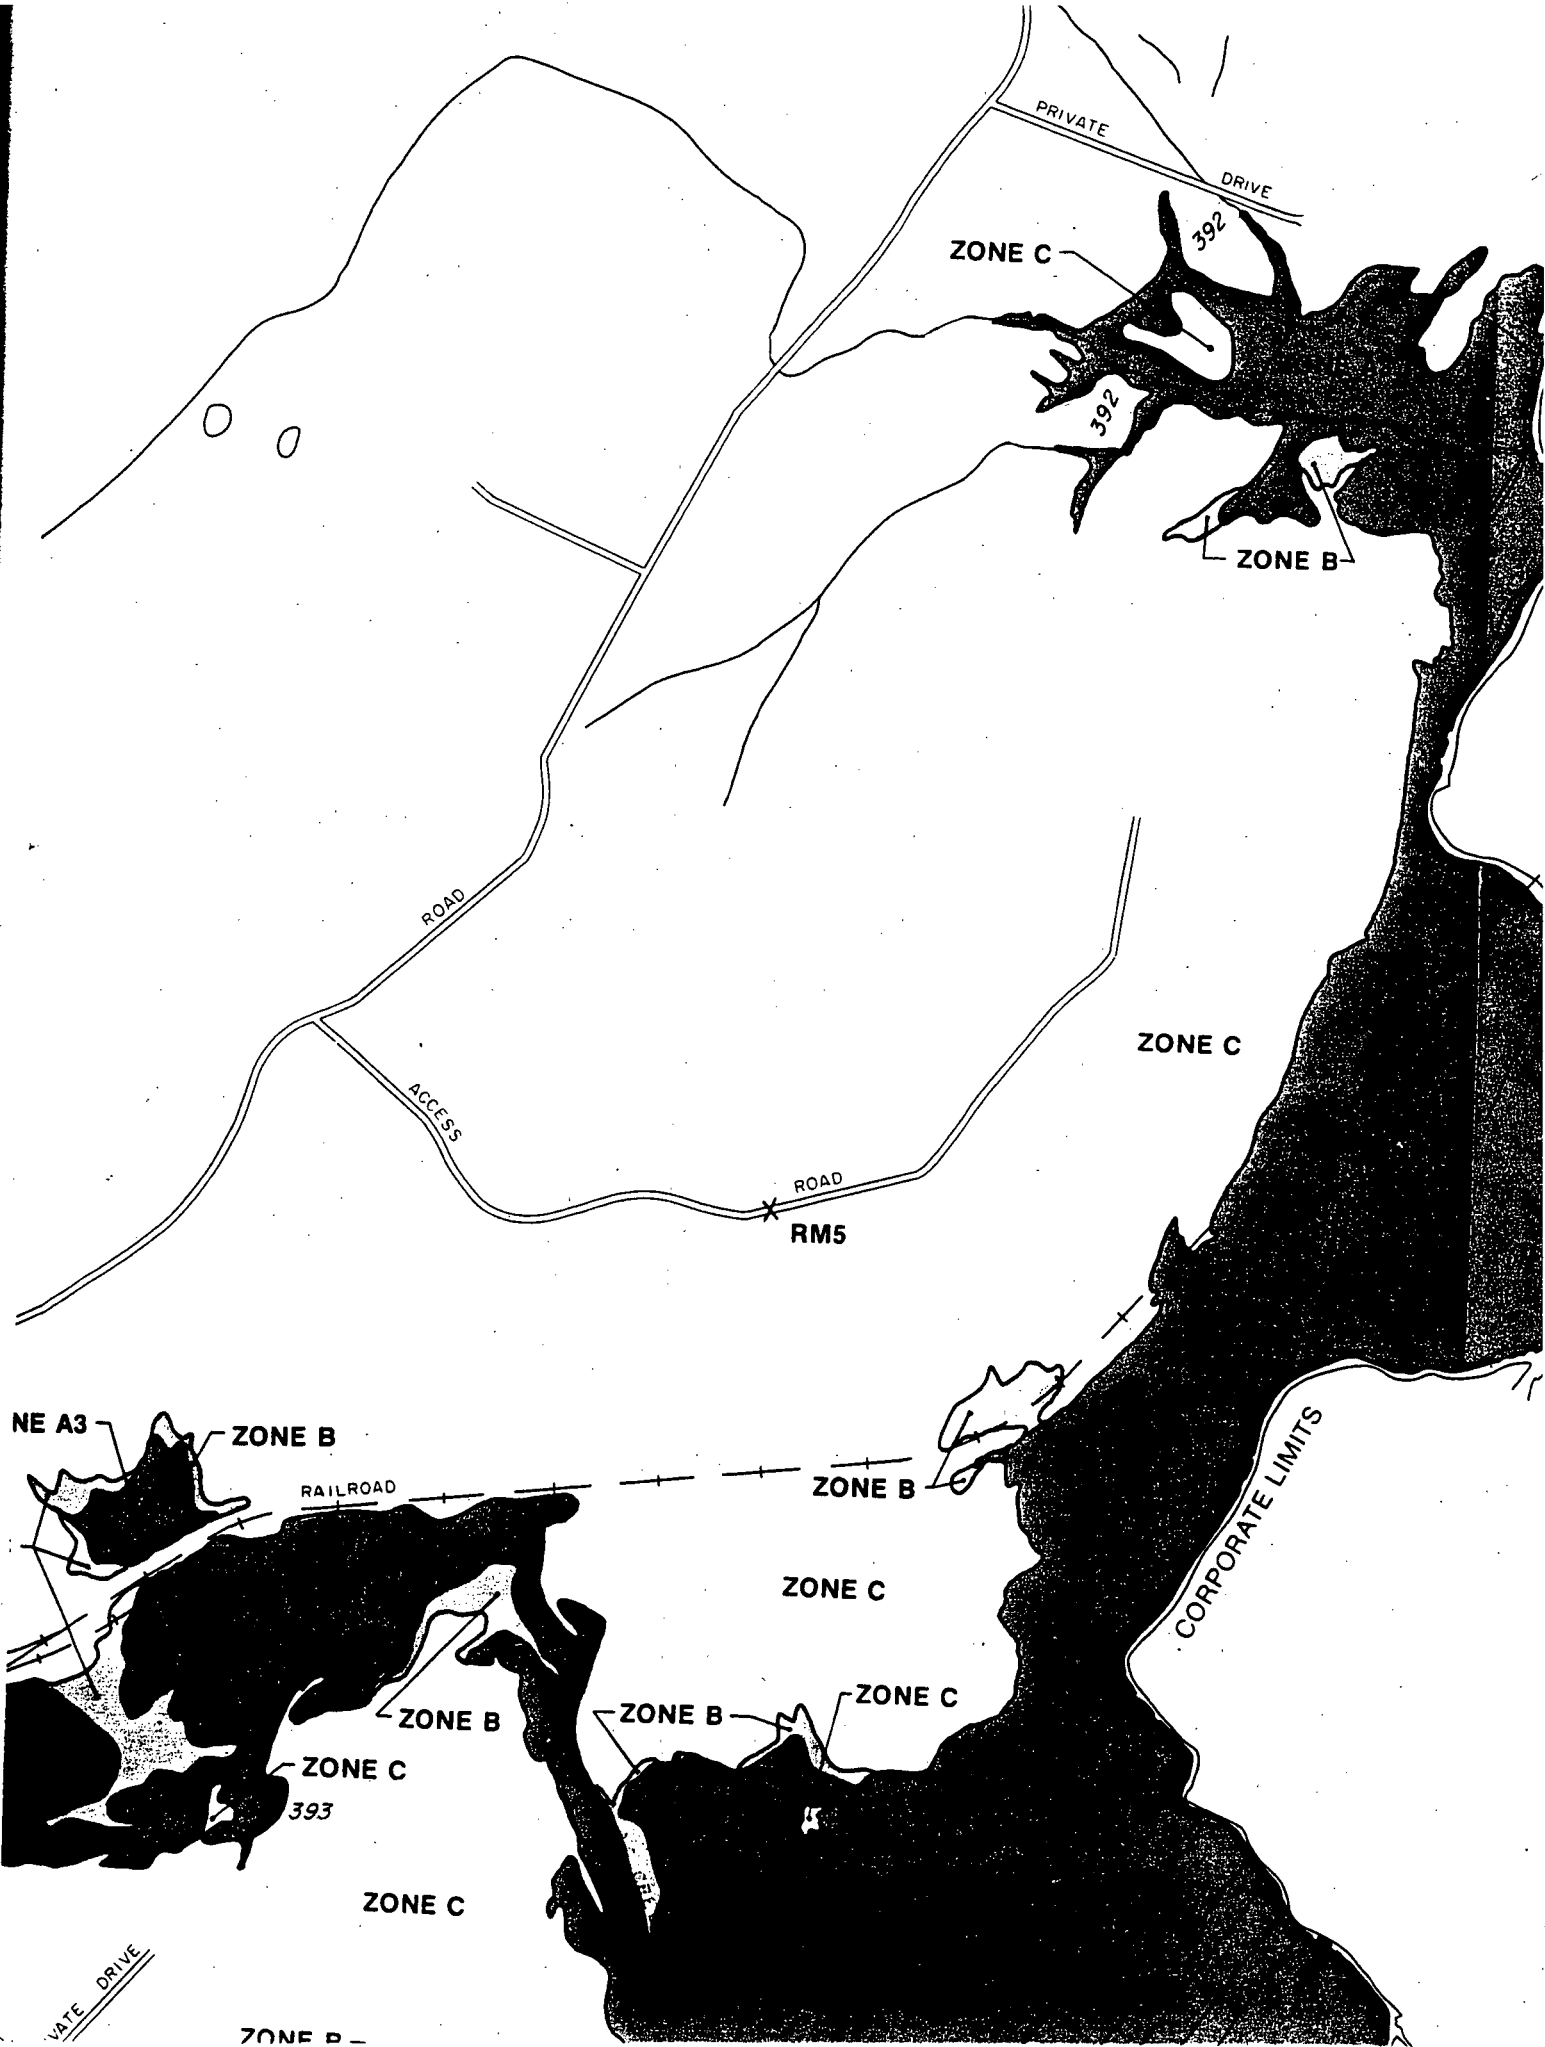 PRIVATE
DRIVE
392
ZONE C
392
ZONE B
ROAD
ZONE C
ACCESS
ROAD
RM5
NE A3
ZONE B
RAILROAD
ZONE B
CORPORATE LIMITS
ZONE C
ZONE B
ZONE B
ZONE C
ZONE C
393
ZONE C
VATE DRIVE
ZONE B